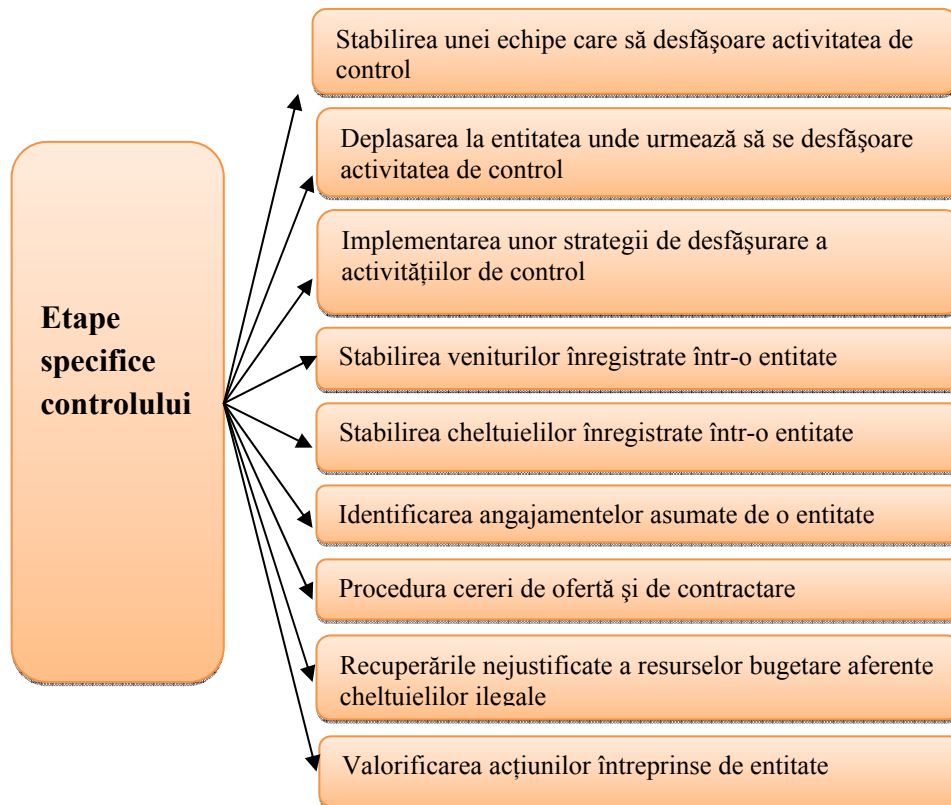 Stabilirea unei echipe care să desfăşoare activitatea de
control
Deplasarea la entitatea unde urmează să se desfăşoare
activitatea de control
Implementarea unor strategii de desfăşurare a
activităţiilor de control
Etape
specifice
controlului
Stabilirea veniturilor înregistrate într-o entitate
Stabilirea cheltuielilor înregistrate într-o entitate
Identificarea angajamentelor asumate de o entitate
Procedura cereri de ofertă şi de contractare
Recuperările nejustificate a resurselor bugetare aferente
cheltuielilor ilegale
Valorificarea acţiunilor întreprinse de entitate